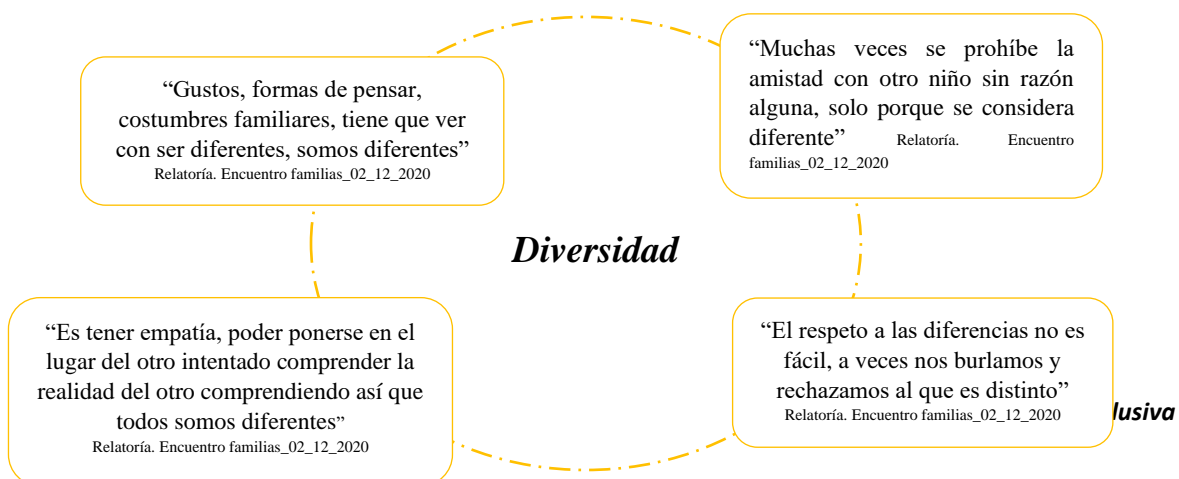 “Gustos, formas de pensar,
costumbres familiares, tiene que ver
con ser diferentes, somos diferentes”
Relatoría. Encuentro familias_02_12_2020
“Muchas veces se prohíbe la
amistad con otro niño sin razón
alguna, solo porque se considera
diferente” Relatoría. Encuentro
familias_02_12_2020
Diversidad
“Es tener empatía, poder ponerse en el
lugar del otro intentado comprender la
realidad del otro comprendiendo así que
todos somos diferentes”
Relatoría. Encuentro familias_02_12_2020
“El respeto a las diferencias no es
fácil, a veces nos burlamos y
rechazamos al que es distinto”
Relatoría. Encuentro familias_02_12_2020
lusiva